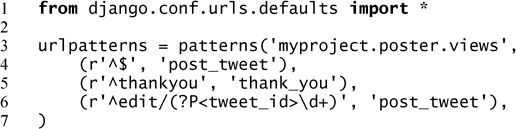 1 from django.conf.urls.defaults import *
2
3 urlpatterns = patterns('myproject.poster.views',
4     (r'^$', 'post_tweet'),
5     (r'^thankyou', 'thank_you'),
6     (r'^edit/(?P<tweet_id>\d+)', 'post_tweet'),
7 )